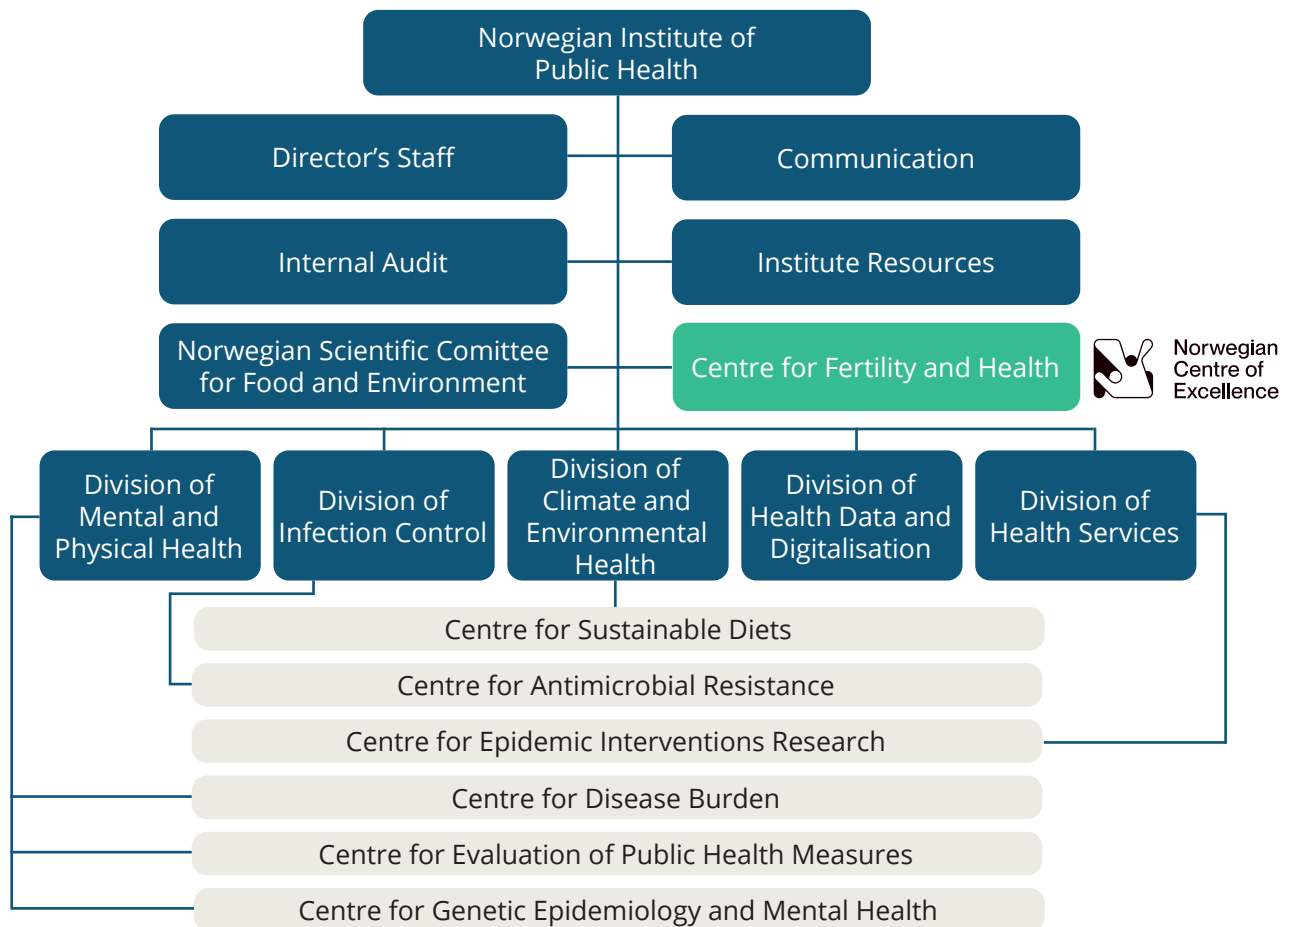 Norwegian Institute of
Public Health
Director’s Staff
Communication
Internal Audit
Institute Resources
Norwegian Scientific Comittee
for Food and Environment
Centre for Fertility and Health
Norwegian
Centre of
Excellence
Division of
Mental and
Physical Health
Division of
Infection Control
Division of
Climate and
Environmental
Health
Division of
Health Data and
Digitalisation
Division of
Health Services
Centre for Sustainable Diets
Centre for Antimicrobial Resistance
Centre for Epidemic Interventions Research
Centre for Disease Burden
Centre for Evaluation of Public Health Measures
Centre for Genetic Epidemiology and Mental Health